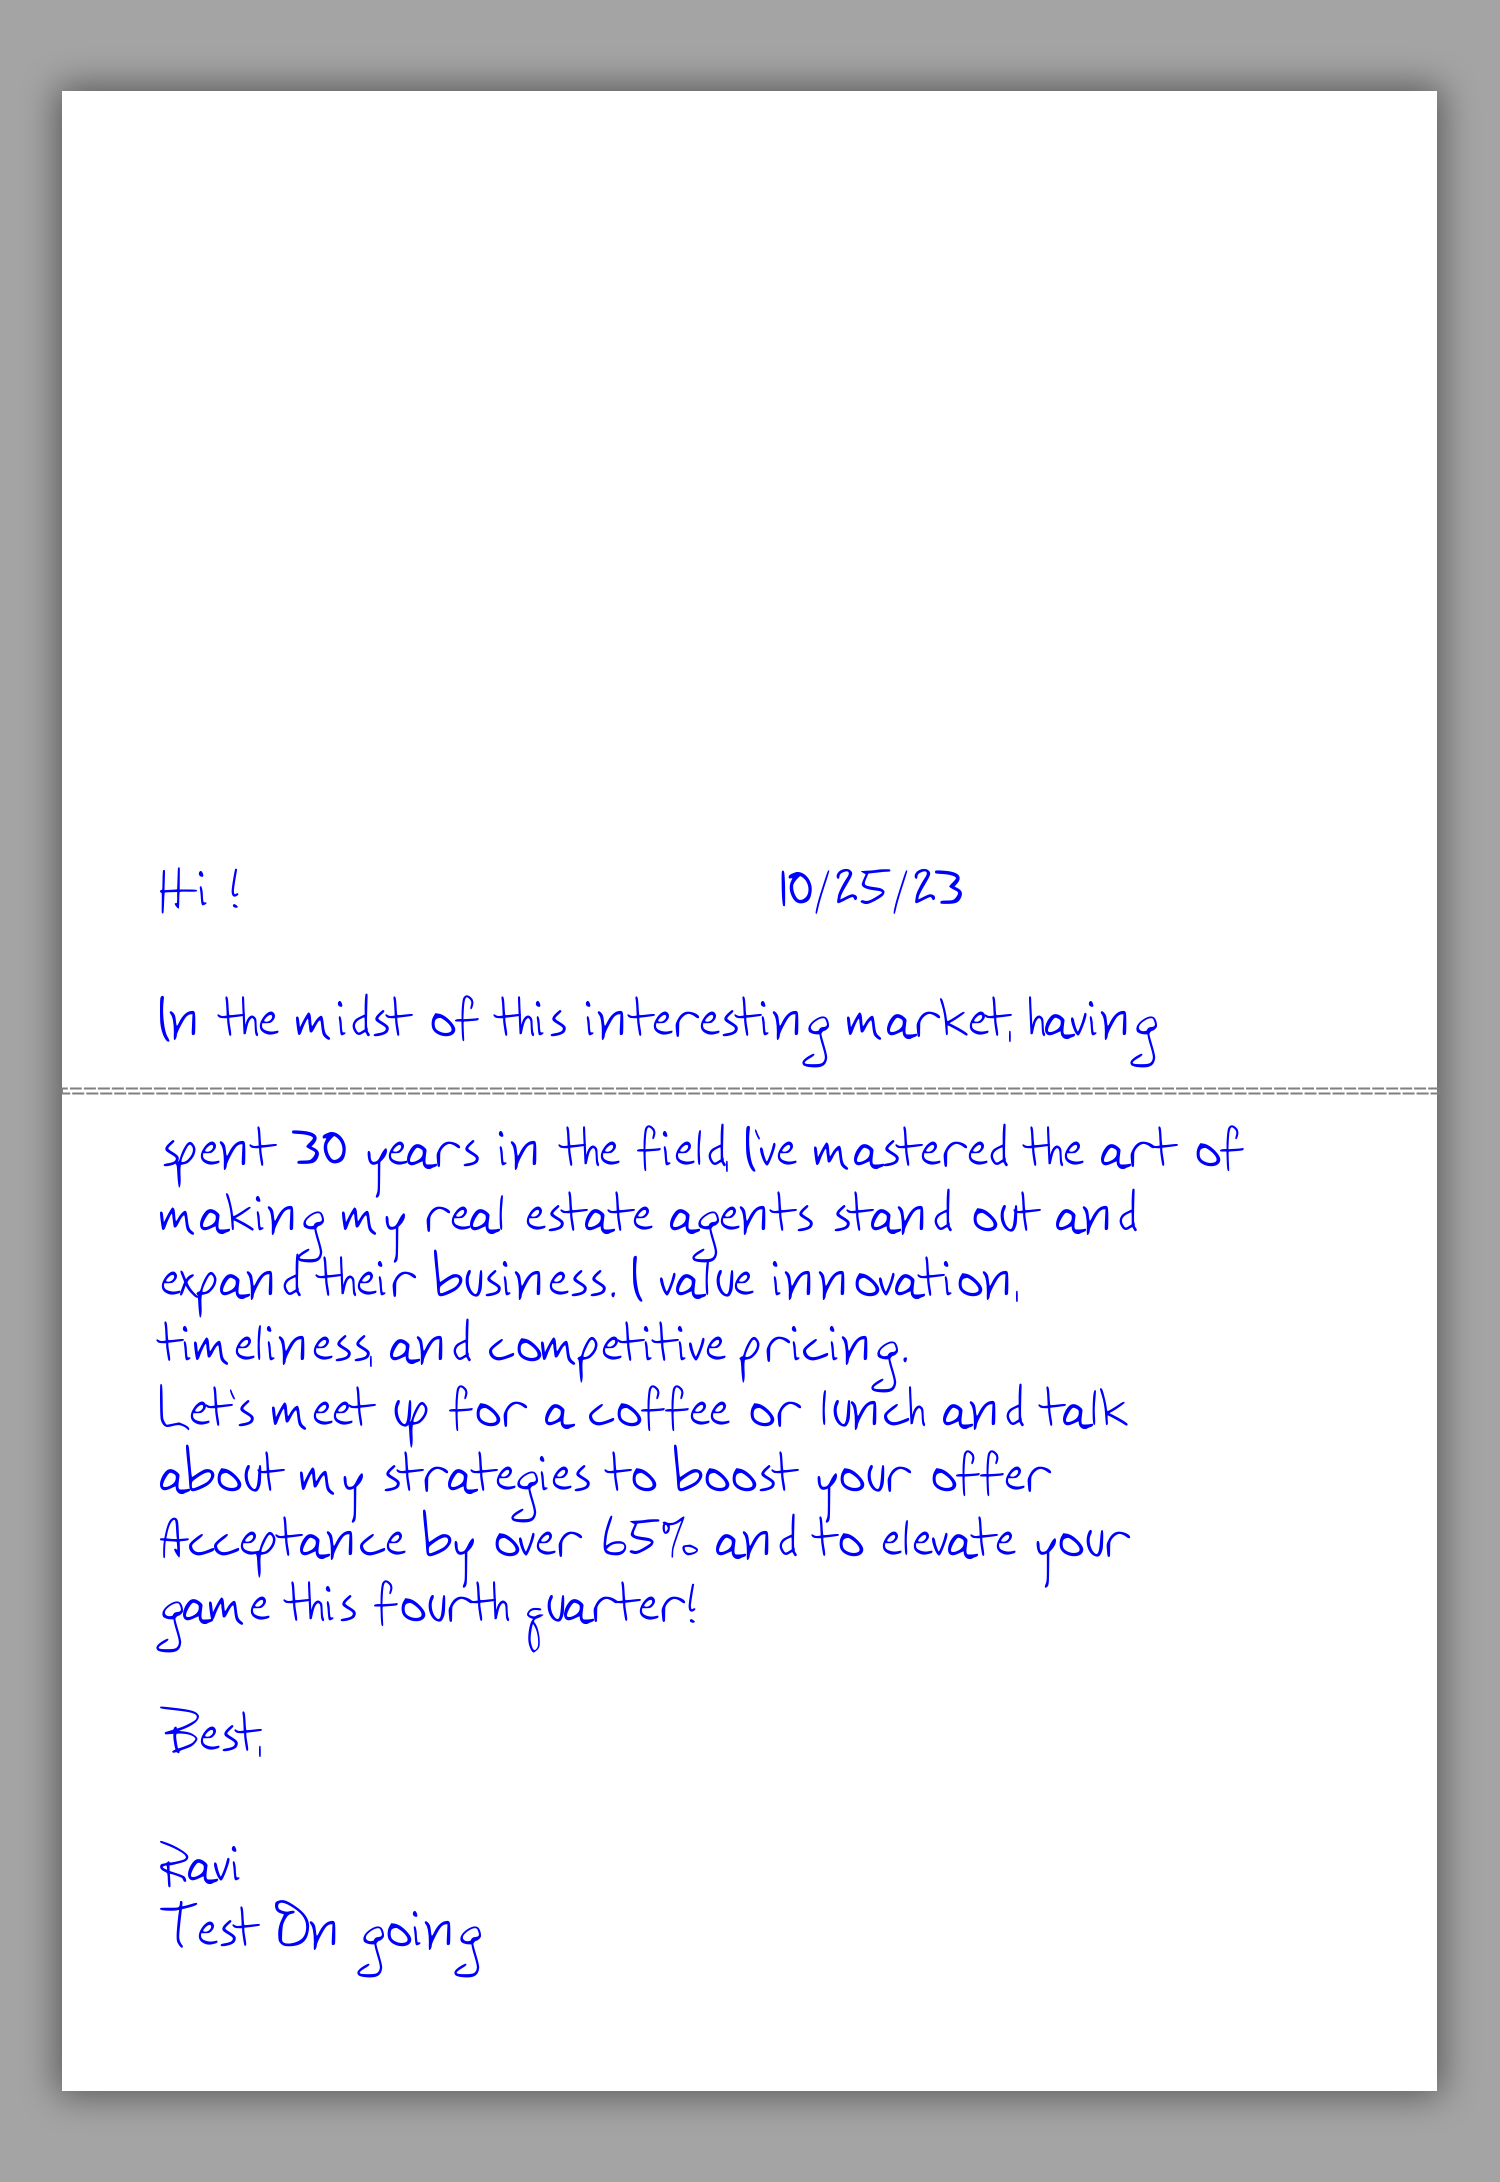 Hi ! 10/25/23
In the midst of this interesting market, having
spent 30 years in the field, I've mastered the art of
making my real estate agents stand out and
expand their business. I value innovation,
timeliness, and competitive pricing.
Let's meet up for a coffee or lunch and talk
about my strategies to boost your offer
Acceptance by over 65% and to elevate your
game this fourth quarter!
Best,
Ravi
Test On going